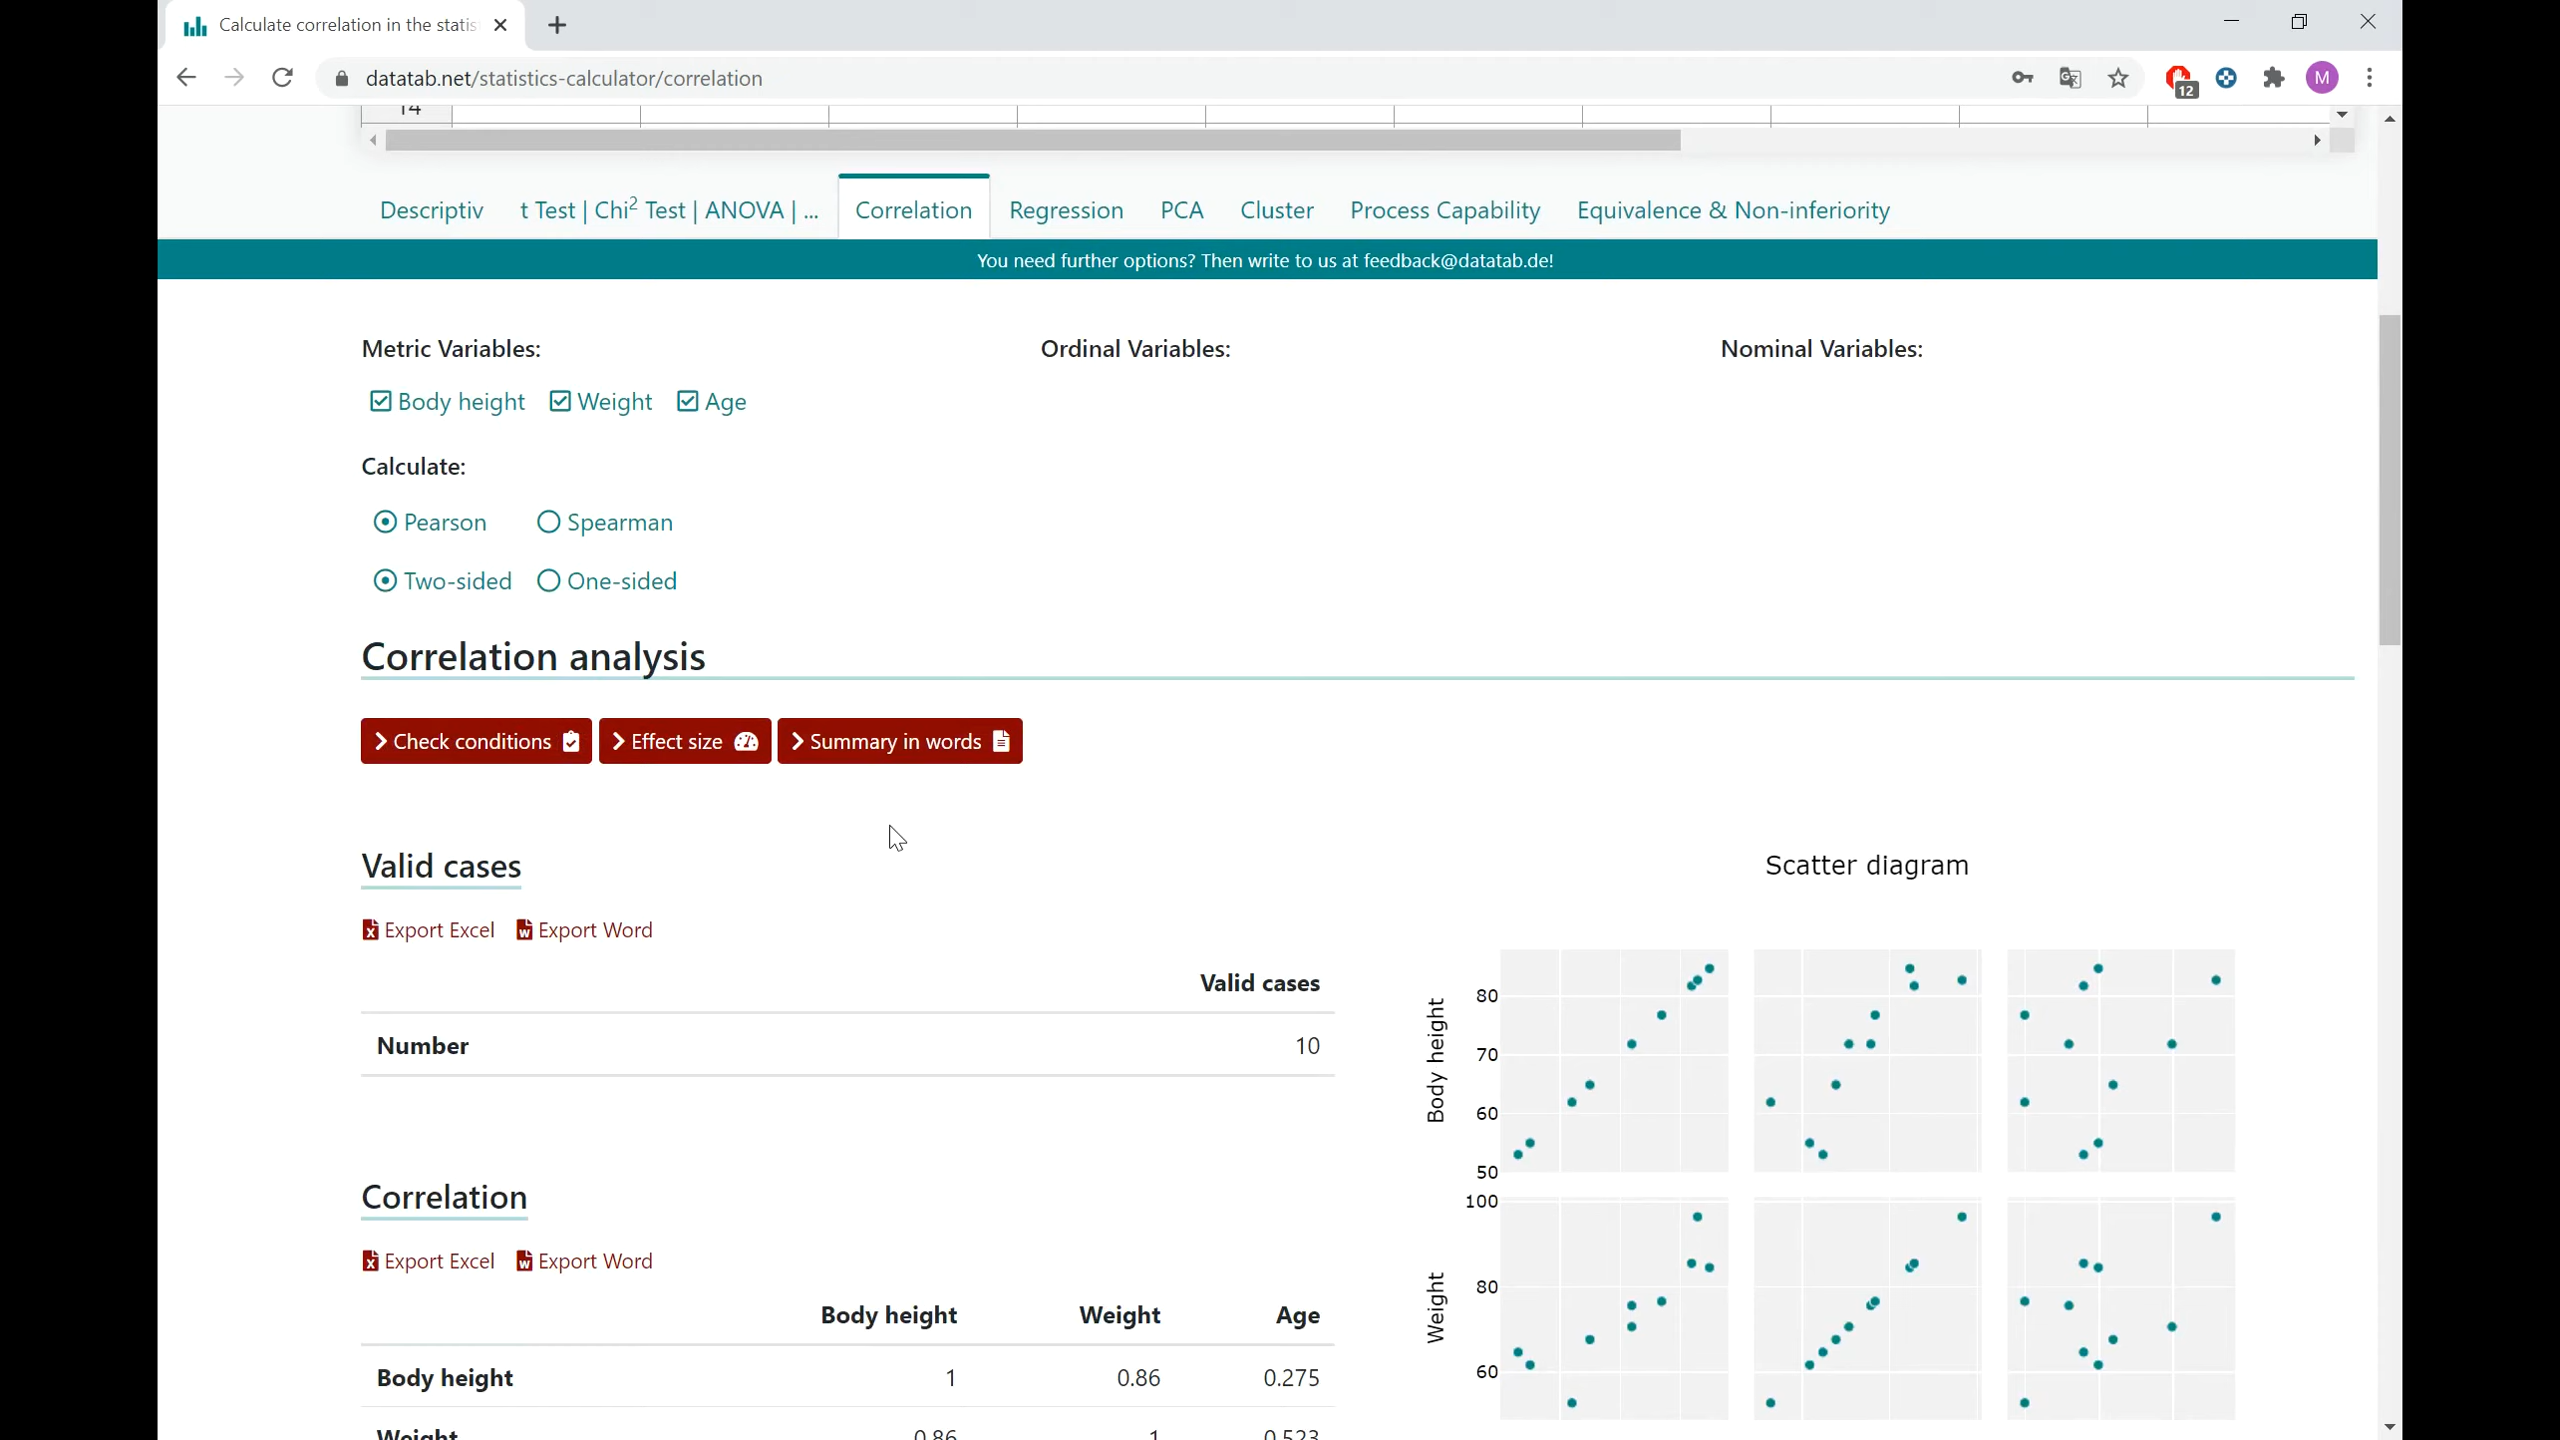 Calculate correlation in the statis
datatab.net/statistics-calculator/correlation
12
M
14
Descriptiv t Test | Chi² Test | ANOVA | ... Correlation Regression PCA Cluster Process Capability Equivalence & Non-inferiority
You need further options? Then write to us at feedback@datatab.de!
Metric Variables: Ordinal Variables: Nominal Variables:
Body height Weight Age
Calculate:
Pearson Spearman
Two-sided One-sided
Correlation analysis
Check conditions Effect size Summary in words
Valid cases
Export Excel Export Word
Valid cases
Number 10
Correlation
Export Excel Export Word
Body height Weight Age
Body height 1 0.86 0.275
Weight 0.86 1 0.523
Scatter diagram
Body height
80
70
60
50
Weight
100
80
60